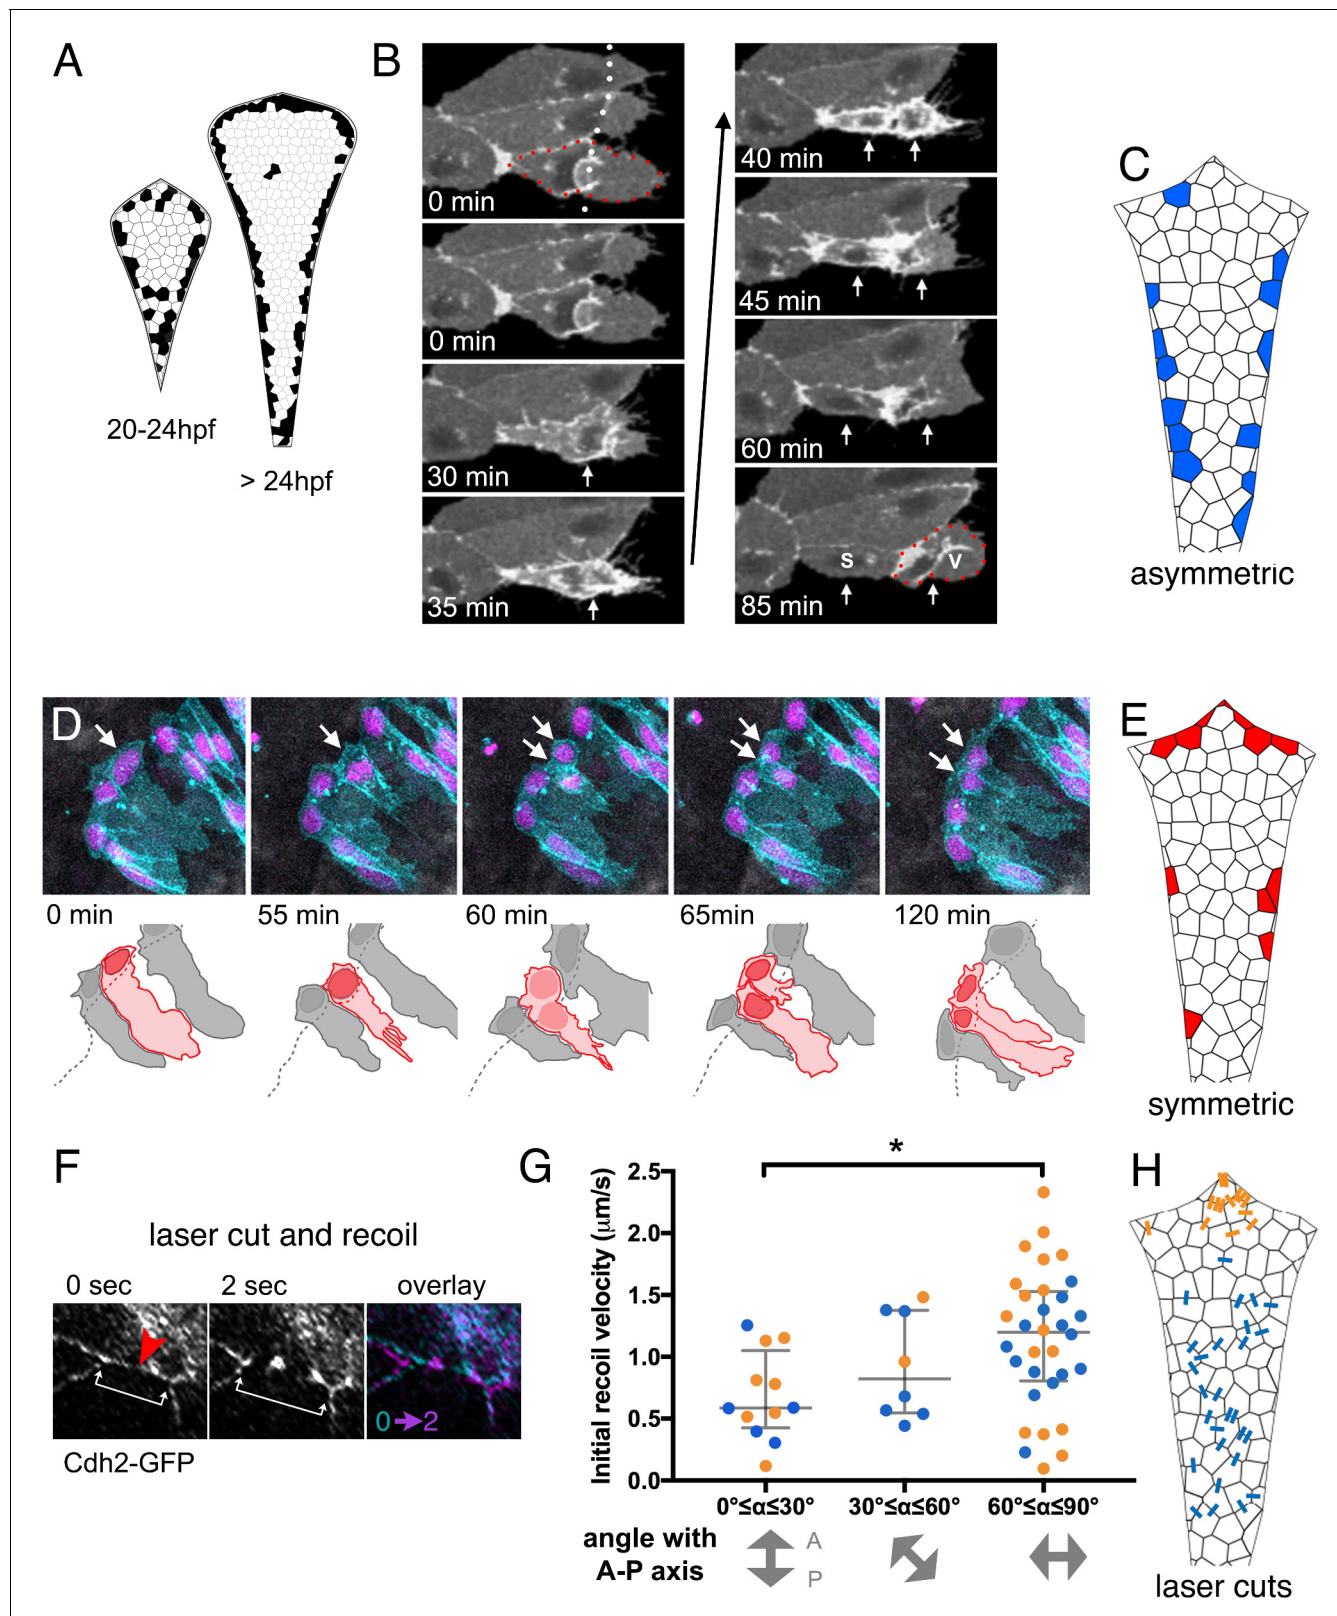 A
20-24hpf
> 24hpf
B
0 min
0 min
30 min
35 min
40 min
45 min
60 min
S
V
85 min
C
asymmetric
D
0 min
55 min
60 min
65min
120 min
E
symmetric
F
laser cut and recoil
0 sec
2 sec
overlay
0
2
Cdh2-GFP
G
*
Initial recoil velocity (μm/s)
2.5
2.0
1.5
1.0
0.5
0.0
0°≤α≤30°
30°≤α≤60°
60°≤α≤90°
angle with
A-P axis
A
P
H
laser cuts